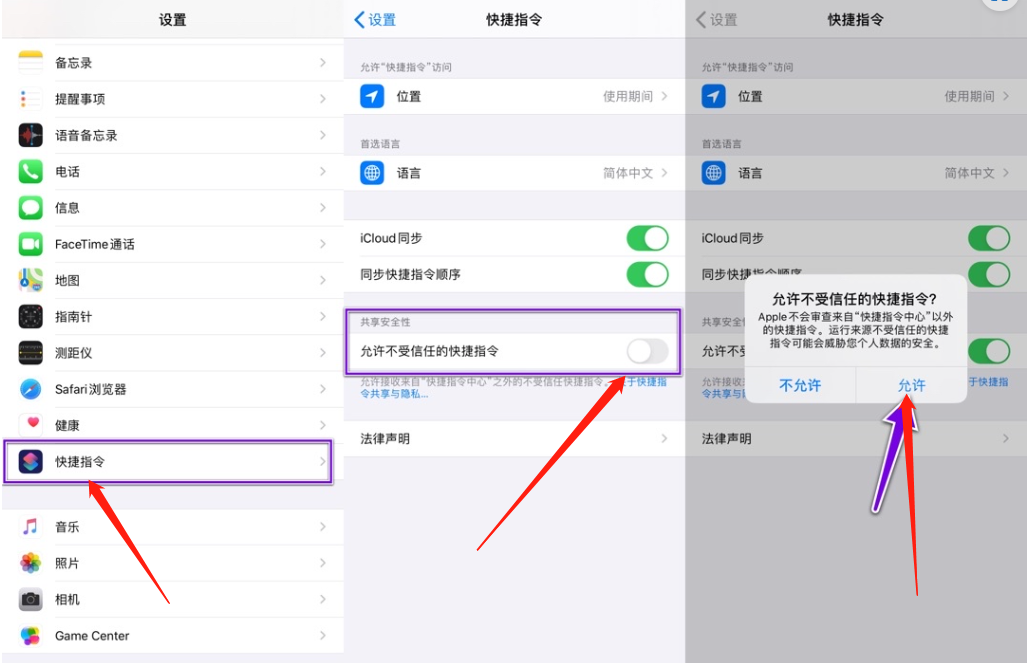 设置
备忘录
提醒事项
语音备忘录
电话
信息
FaceTime通话
地图
指南针
测距仪
Safari浏览器
健康
快捷指令
音乐
照片
相机
Game Center
设置
快捷指令
允许“快捷指令”访问
位置
使用期间
首选语言
语言
简体中文
iCloud同步
同步快捷指令顺序
共享安全性
允许不受信任的快捷指令
允许接收来自“快捷指令中心”之外的不受信任快捷指令。
于快捷指
令共享与隐私...
法律声明
设置
快捷指令
允许“快捷指令”访问
位置
使用期间
首选语言
语言
简体中文
iCloud同步
同步快捷指令顺序
共享安全
允许不受信任的快捷指令?
Apple不会审查来自“快捷指令中心”以外
的快捷指令。运行来源不受信任的快捷
指令可能会威胁您个人数据的安全。
允许不
不允许
允许
允许接收
于快捷指
令共享与
法律声明